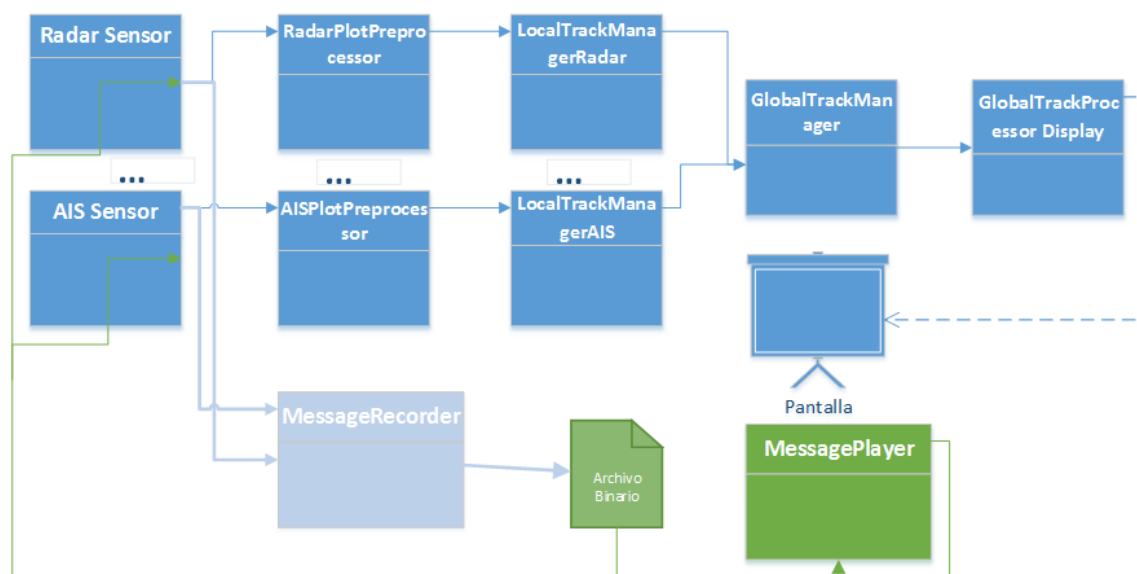 Radar Sensor
RadarPlotPrepro
cessor
LocalTrackMana
gerRadar
GlobalTrackMan
ager
GlobalTrackProc
essor Display
...
...
...
AIS Sensor
AISPlotPreproces
sor
LocalTrackMana
gerAIS
Pantalla
MessageRecorder
Archivo
Binario
MessagePlayer